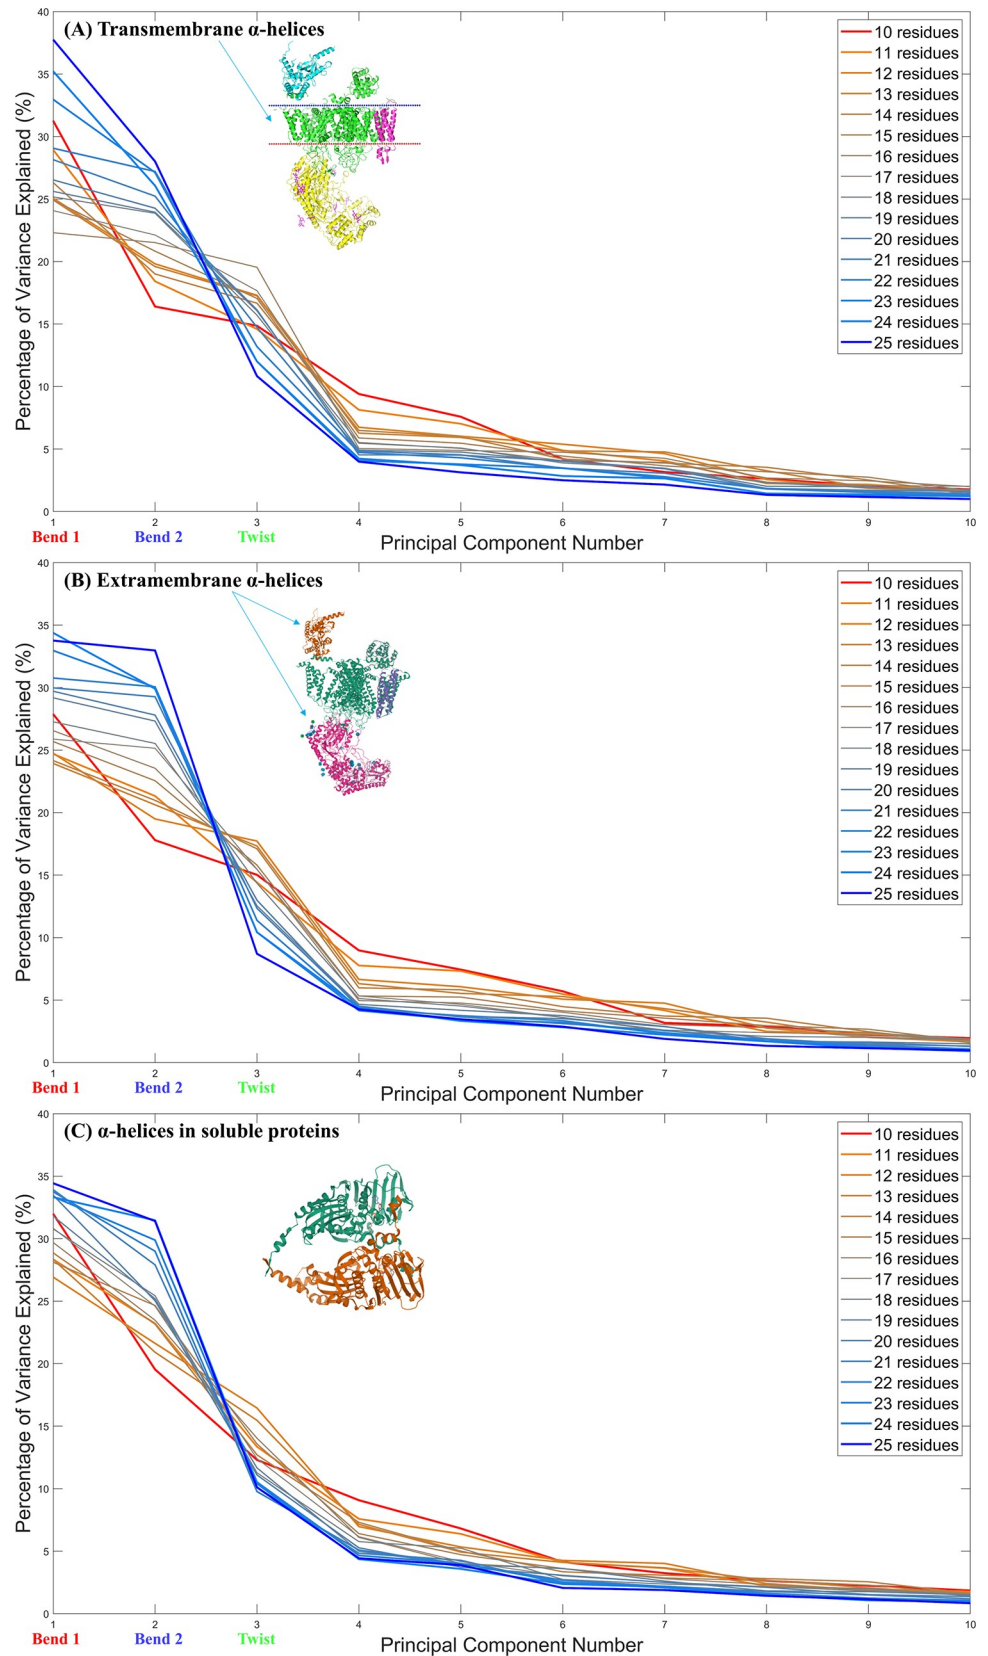 (A) Transmembrane α-helices
Percentage of Variance Explained (%)
40
35
30
25
20
15
10
5
0
10 residues
11 residues
12 residues
13 residues
14 residues
15 residues
16 residues
17 residues
18 residues
19 residues
20 residues
21 residues
22 residues
23 residues
24 residues
25 residues
1 2 3 4 5 6 7 8 9 10
Bend 1 Bend 2 Twist
Principal Component Number
(B) Extramembrane α-helices
Percentage of Variance Explained (%)
40
35
30
25
20
15
10
5
0
10 residues
11 residues
12 residues
13 residues
14 residues
15 residues
16 residues
17 residues
18 residues
19 residues
20 residues
21 residues
22 residues
23 residues
24 residues
25 residues
1 2 3 4 5 6 7 8 9 10
Bend 1 Bend 2 Twist
Principal Component Number
(C) α-helices in soluble proteins
Percentage of Variance Explained (%)
40
35
30
25
20
15
10
5
0
10 residues
11 residues
12 residues
13 residues
14 residues
15 residues
16 residues
17 residues
18 residues
19 residues
20 residues
21 residues
22 residues
23 residues
24 residues
25 residues
1 2 3 4 5 6 7 8 9 10
Bend 1 Bend 2 Twist
Principal Component Number